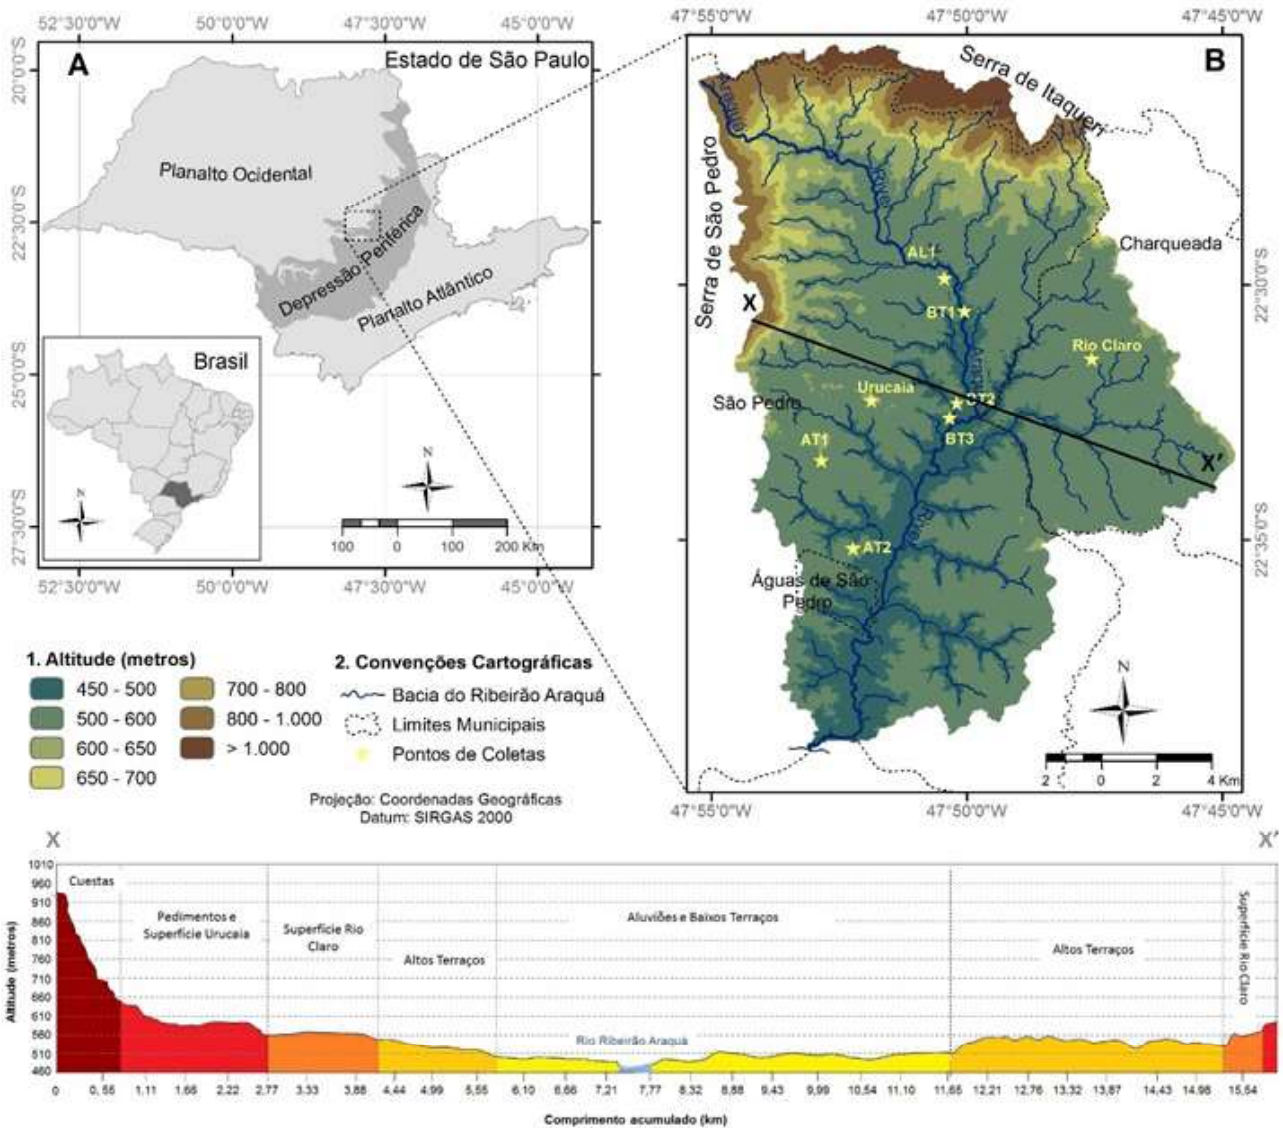 52°30'0"W 50°0'0"W 47°30'0"W 45°0'0"W
47°55'0"W 47°50'0"W 47°45'0"W
A
Estado de São Paulo
20°0'0"S
22°30'0"S
25°0'0"S
27°30'0"S
Planalto Ocidental
Depressão Periférica
Planalto Atlântico
Brasil
N
N
100 0 100 200 Km
52°30'0"W 50°0'0"W 47°30'0"W 45°0'0"W
B
Serra de Itaqueri
Serra de São Pedro
Araquá
River
Charqueada
22°30'0"S
22°35'0"S
AL1
X
BT1
Rio Claro
Urucaia
São Pedro
BT3
AT1
X'
River
AT2
Águas de São
Pedro
N
2 0 2 4 Km
47°55'0"W 47°50'0"W 47°45'0"W
1. Altitude (metros)
450 - 500
500 - 600
600 - 650
650 - 700
700 - 800
800 - 1.000
> 1.000
2. Convenções Cartográficas
Bacia do Ribeirão Araquá
Limites Municipais
Pontos de Coletas
Projeção: Coordenadas Geográficas
Datum: SIRGAS 2000
X X'
Altitude (metros)
1010
960
910
860
810
760
710
660
610
560
510
460
Cuestas
Pedimentos e
Superfície Urucaia
Superfície Rio
Claro
Altos Terraços
Aluviões e Baixos Terraços
Altos Terraços
Superfície Rio Claro
Rio Ribeirão Araquá
0 0,56 1,11 1,66 2,22 2,77 3,33 3,88 4,44 4,99 5,55 6,10 6,66 7,21 7,77 8,32 8,88 9,43 9,99 10,54 11,10 11,65 12,21 12,76 13,32 13,87 14,43 14,98 15,54
Comprimento acumulado (km)